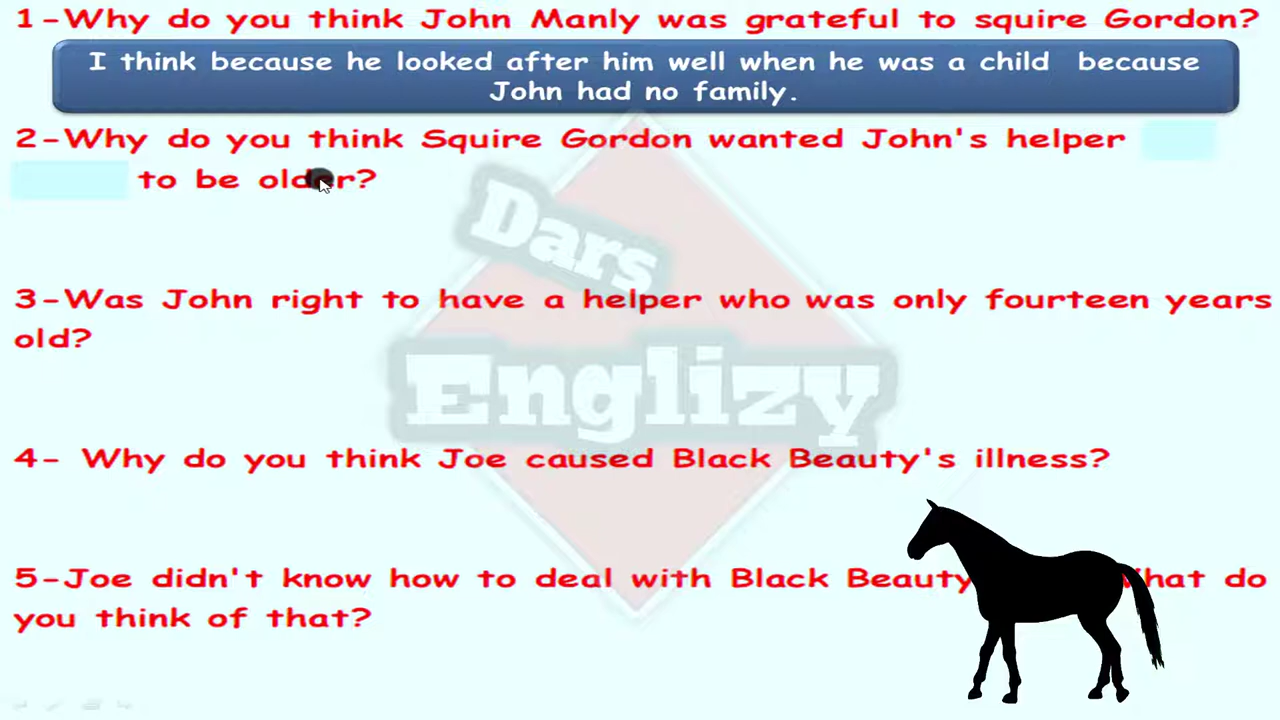 1-Why do you think John Manly was grateful to squire Gordon?
I think because he looked after him well when he was a child because
John had no family.
2-Why do you think Squire Gordon wanted John's helper
to be older?
3-Was John right to have a helper who was only fourteen years
old?
4- Why do you think Joe caused Black Beauty's illness?
5-Joe didn't know how to deal with Black Beauty What do
you think of that?
Dars
Englizy